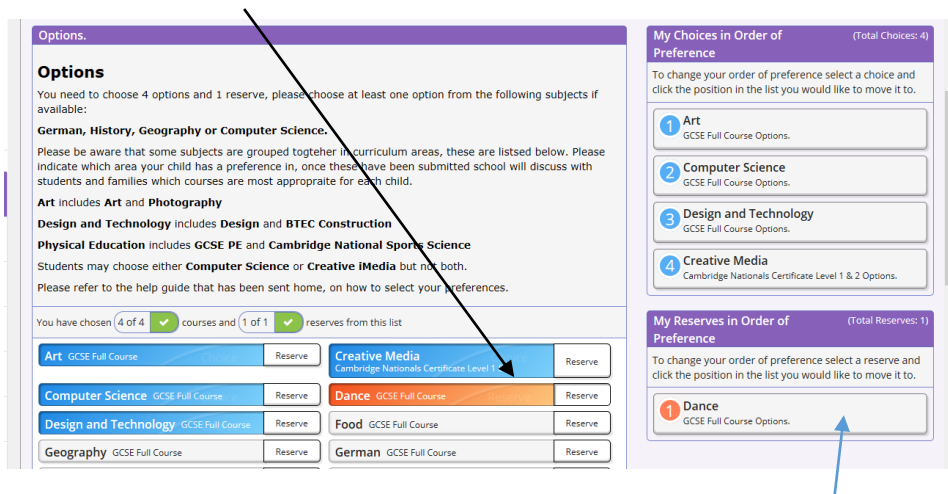 Options.
Options
You need to choose 4 options and 1 reserve, please choose at least one option from the following subjects if
available:
German, History, Geography or Computer Science.
Please be aware that some subjects are grouped togteher in curriculum areas, these are listsed below. Please
indicate which area your child has a preference in, once these have been submitted school will discuss with
students and families which courses are most appropraite for each child.
Art includes Art and Photography
Design and Technology includes Design and BTEC Construction
Physical Education includes GCSE PE and Cambridge National Sports Science
Students may choose either Computer Science or Creative iMedia but not both.
Please refer to the help guide that has been sent home, on how to select your preferences.
You have chosen 4 of 4 courses and 1 of 1 reserves from this list
Art GCSE Full Course Choice Reserve
Creative Media Reserve
Cambridge Nationals Certificate Level 1
Computer Science GCSE Full Course Reserve
Dance GCSE Full Course Reserve Reserve
Design and Technology GCSE Full Course Reserve
Food GCSE Full Course Reserve
Geography GCSE Full Course Reserve
German GCSE Full Course Reserve
My Choices in Order of (Total Choices: 4)
Preference
To change your order of preference select a choice and
click the position in the list you would like to move it to.
1 Art
GCSE Full Course Options.
2 Computer Science
GCSE Full Course Options.
3 Design and Technology
GCSE Full Course Options.
4 Creative Media
Cambridge Nationals Certificate Level 1 & 2 Options.
My Reserves in Order of (Total Reserves: 1)
Preference
To change your order of preference select a reserve and
click the position in the list you would like to move it to.
1 Dance
GCSE Full Course Options.